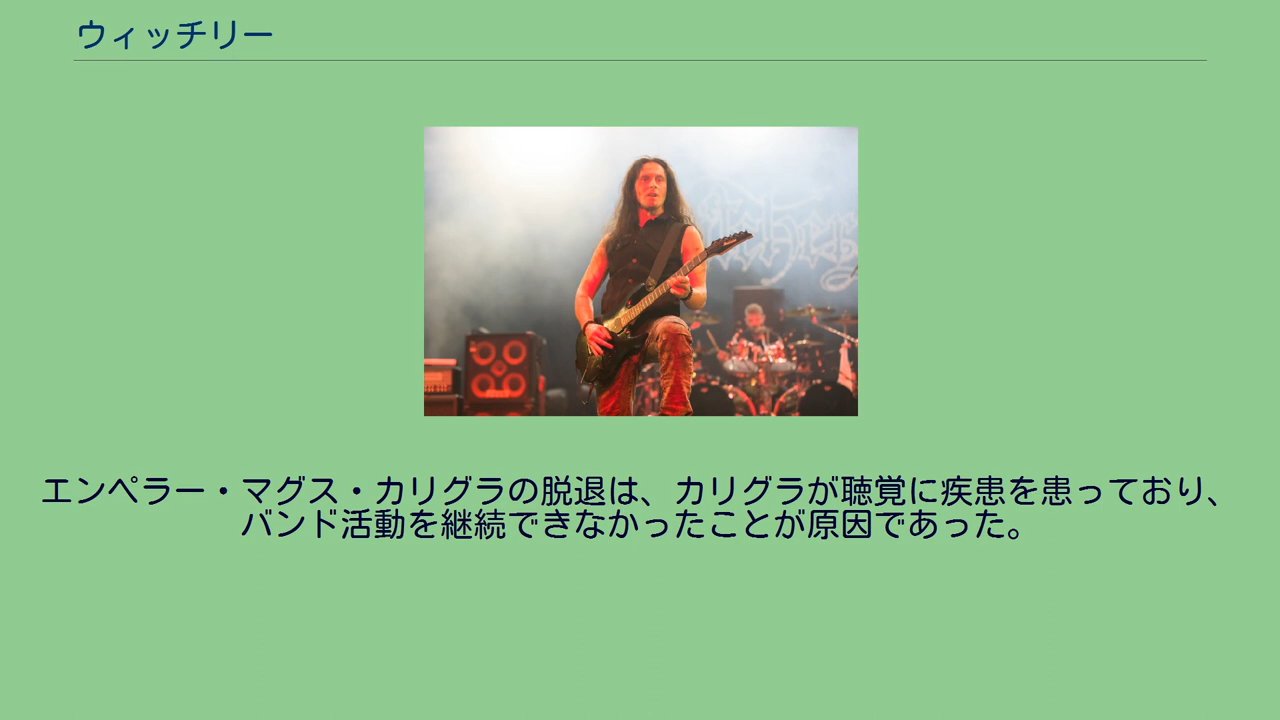 ウィッチリー
エンペラー・マグス・カリグラの脱退は、カリグラが聴覚に疾患を患っており、
バンド活動を継続できなかったことが原因であった。